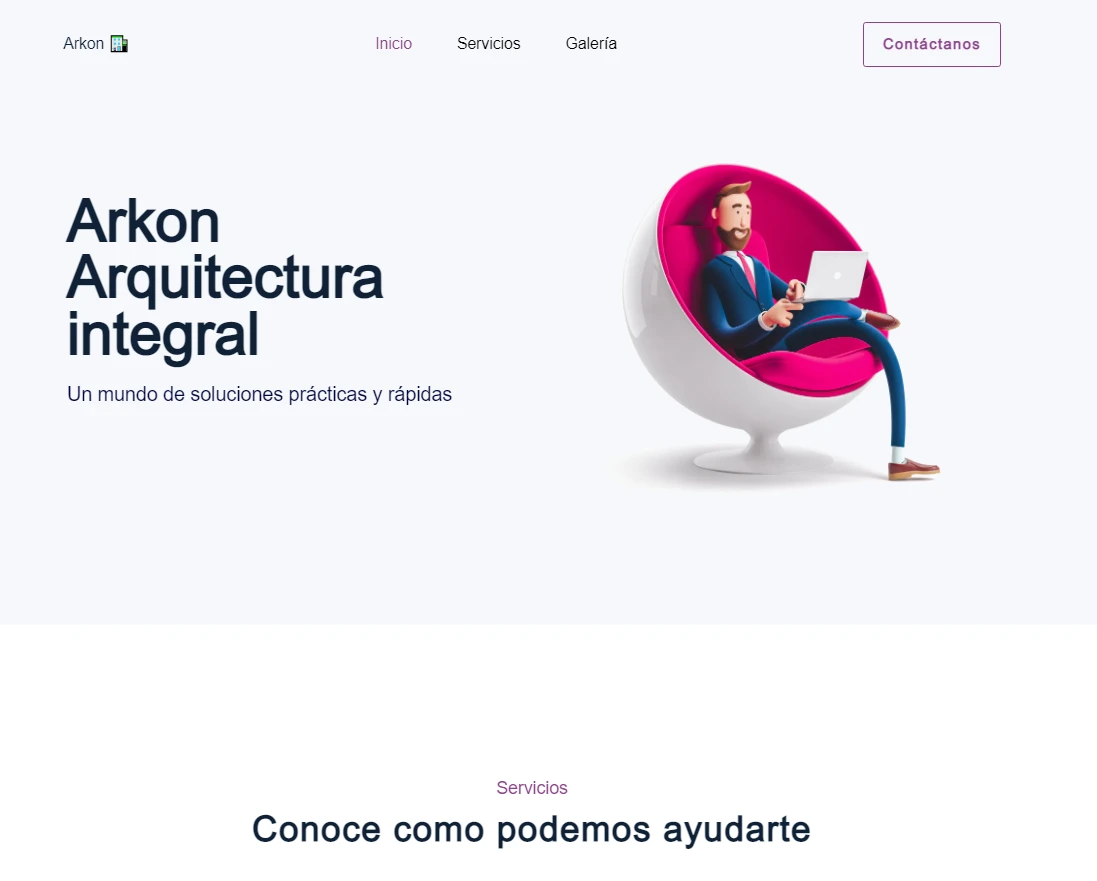 Arkon
Inicio
Servicios
Galería
Contáctanos
Arkon
Arquitectura
integral
Un mundo de soluciones prácticas y rápidas
Servicios
Conoce como podemos ayudarte